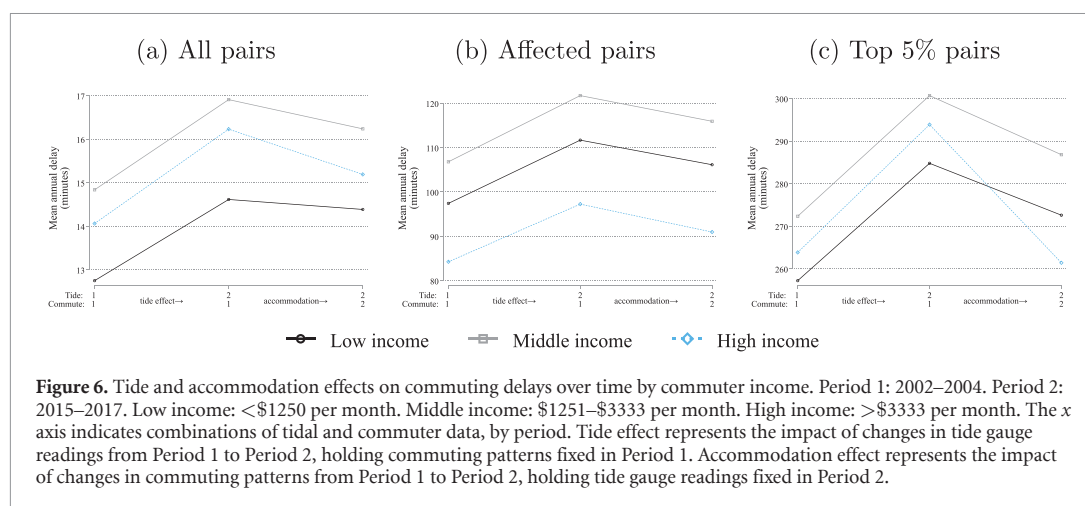 (a) All pairs
(b) Affected pairs
(c) Top 5% pairs
Mean annual delay
(minutes)
17
16
15
14
13
Tide: 1 2 2
Commute: 1 tide effect→ 1 accommodation→ 2
Mean annual delay
(minutes)
120
110
100
90
80
Tide: 1 2 2
Commute: 1 tide effect→ 1 accommodation→ 2
Mean annual delay
(minutes)
300
290
280
270
260
Tide: 1 2 2
Commute: 1 tide effect→ 1 accommodation→ 2
Low income Middle income High income
Figure 6. Tide and accommodation effects on commuting delays over time by commuter income. Period 1: 2002–2004. Period 2:
2015–2017. Low income: <$1250 per month. Middle income: $1251–$3333 per month. High income: >$3333 per month. The x
axis indicates combinations of tidal and commuter data, by period. Tide effect represents the impact of changes in tide gauge
readings from Period 1 to Period 2, holding commuting patterns fixed in Period 1. Accommodation effect represents the impact
of changes in commuting patterns from Period 1 to Period 2, holding tide gauge readings fixed in Period 2.